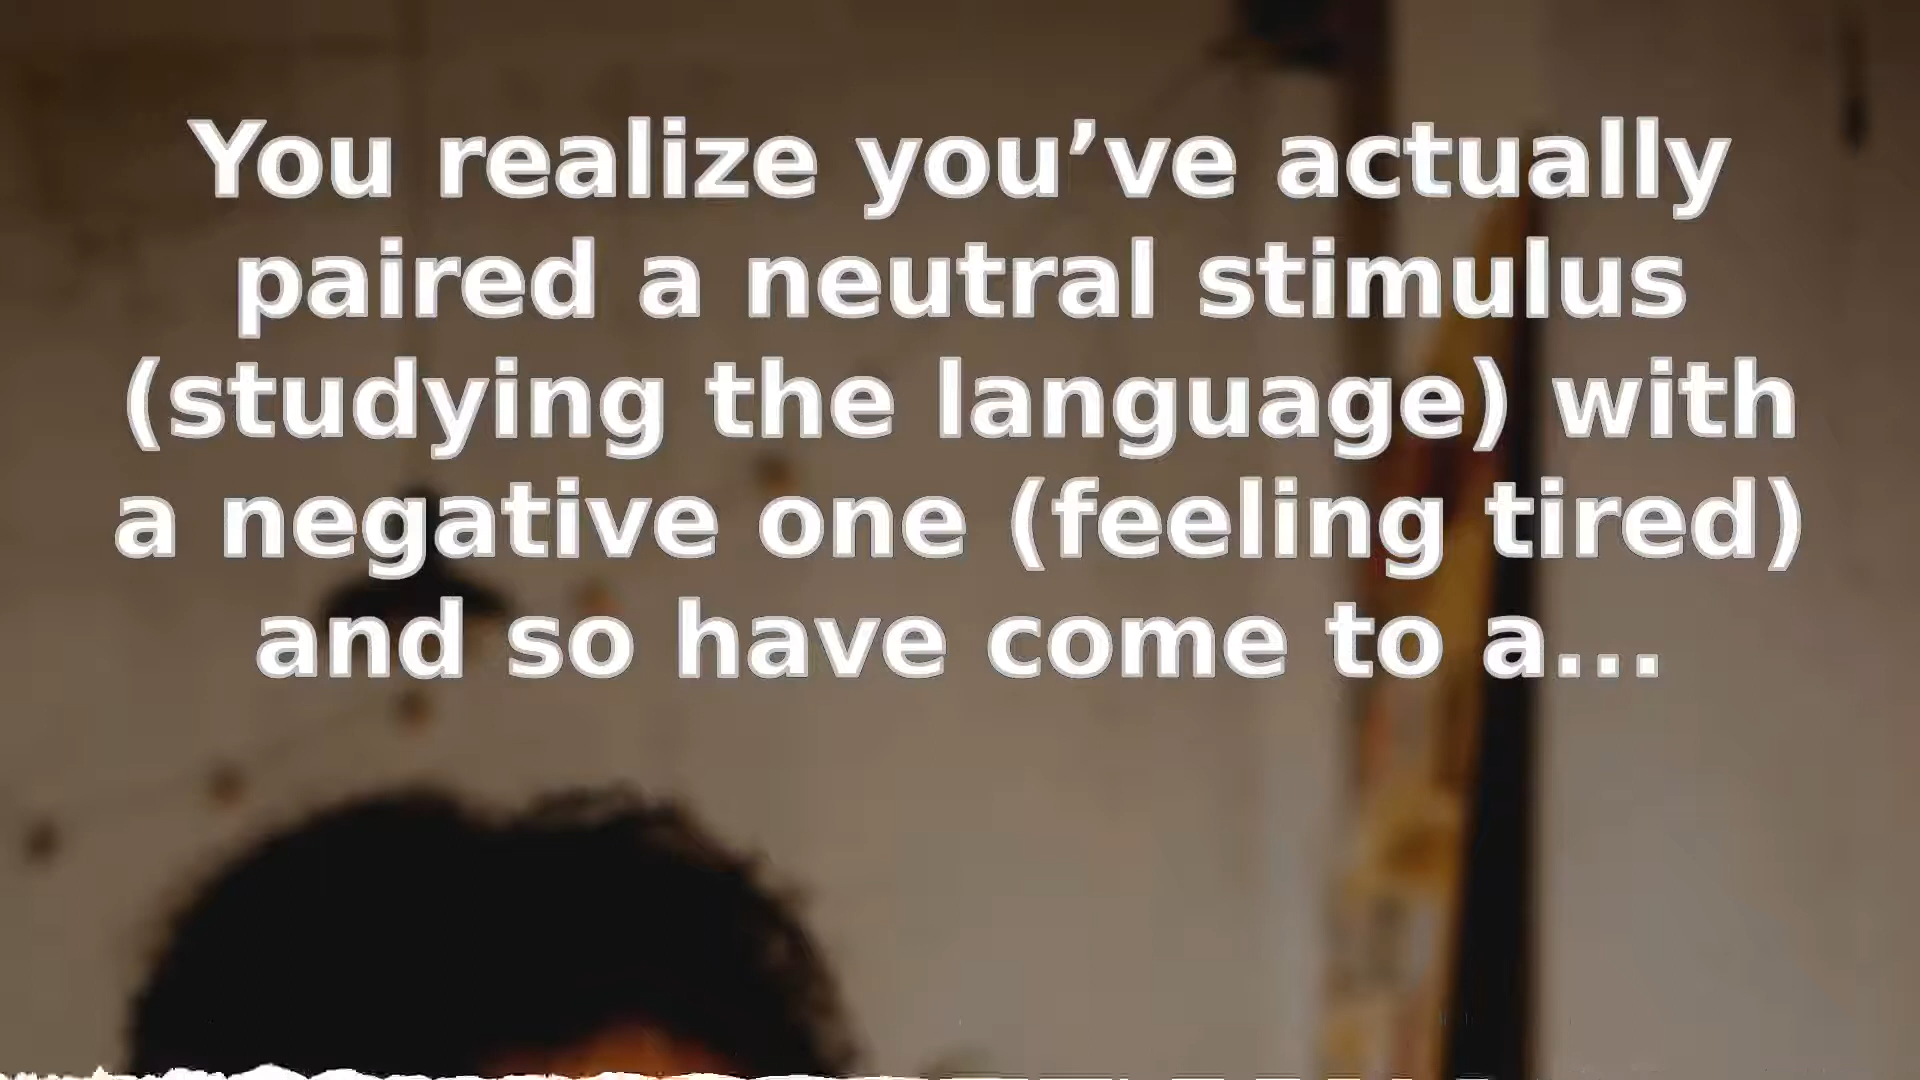 You realize you’ve actually
paired a neutral stimulus
(studying the language) with
a negative one (feeling tired)
and so have come to a...